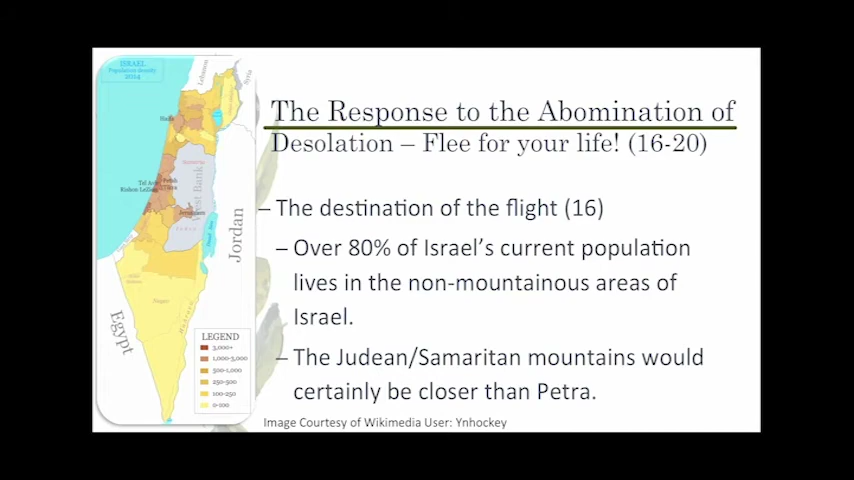 ISRAEL
Population density
2014
Lebanon
Syria
Haifa
West Bank
Rishon LeZion
Jerusalem
Jordan
Egypt
Negev
LEGEND
3,000+
1,000-3,000
500-1,000
250-500
100-250
0-100
The Response to the Abomination of
Desolation – Flee for your life! (16-20)
– The destination of the flight (16)
– Over 80% of Israel's current population
lives in the non-mountainous areas of
Israel.
– The Judean/Samaritan mountains would
certainly be closer than Petra.
Image Courtesy of Wikimedia User: Ynhockey